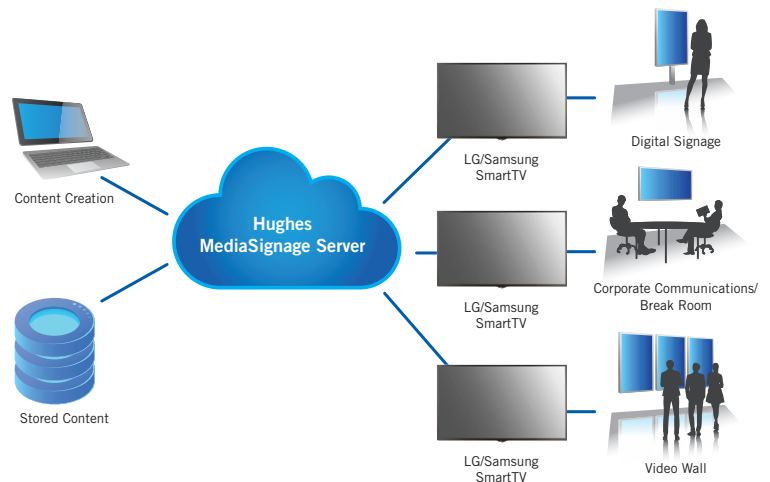 Content Creation
Stored Content
Hughes
MediaSignage Server
LG/Samsung
SmartTV
Digital Signage
LG/Samsung
SmartTV
Corporate Communications/
Break Room
LG/Samsung
SmartTV
Video Wall